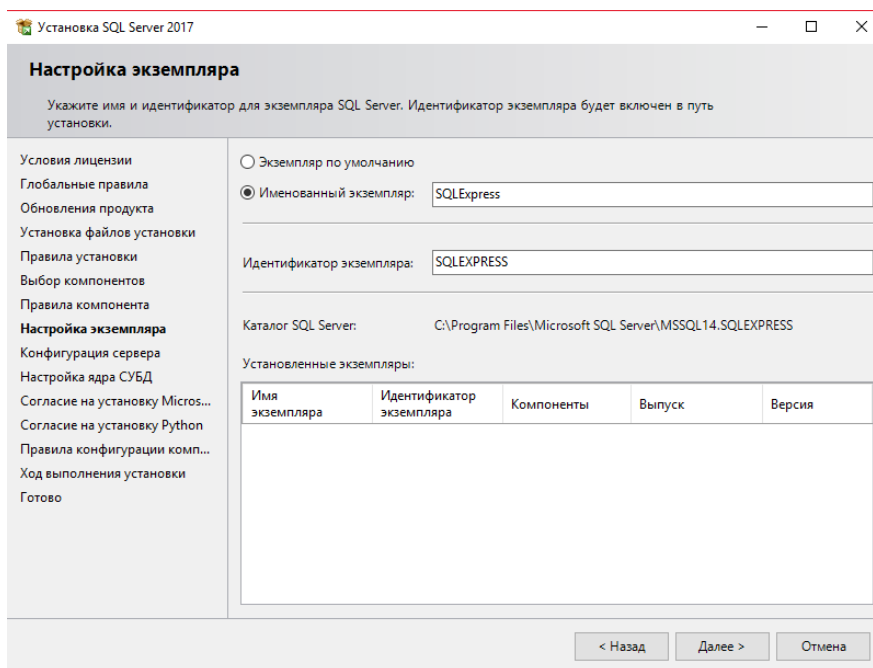 Установка SQL Server 2017
Настройка экземпляра
Укажите имя и идентификатор для экземпляра SQL Server. Идентификатор экземпляра будет включен в путь
установки.
Условия лицензии
Глобальные правила
Обновления продукта
Установка файлов установки
Правила установки
Выбор компонентов
Правила компонента
Настройка экземпляра
Конфигурация сервера
Настройка ядра СУБД
Согласие на установку Micros...
Согласие на установку Python
Правила конфигурации комп...
Ход выполнения установки
Готово
Экземпляр по умолчанию
Именованный экземпляр: SQLExpress
Идентификатор экземпляра: SQLEXPRESS
Каталог SQL Server: C:\Program Files\Microsoft SQL Server\MSSQL14.SQLEXPRESS
Установленные экземпляры:
Имя экземпляра Идентификатор экземпляра Компоненты Выпуск Версия
< Назад Далее > Отмена